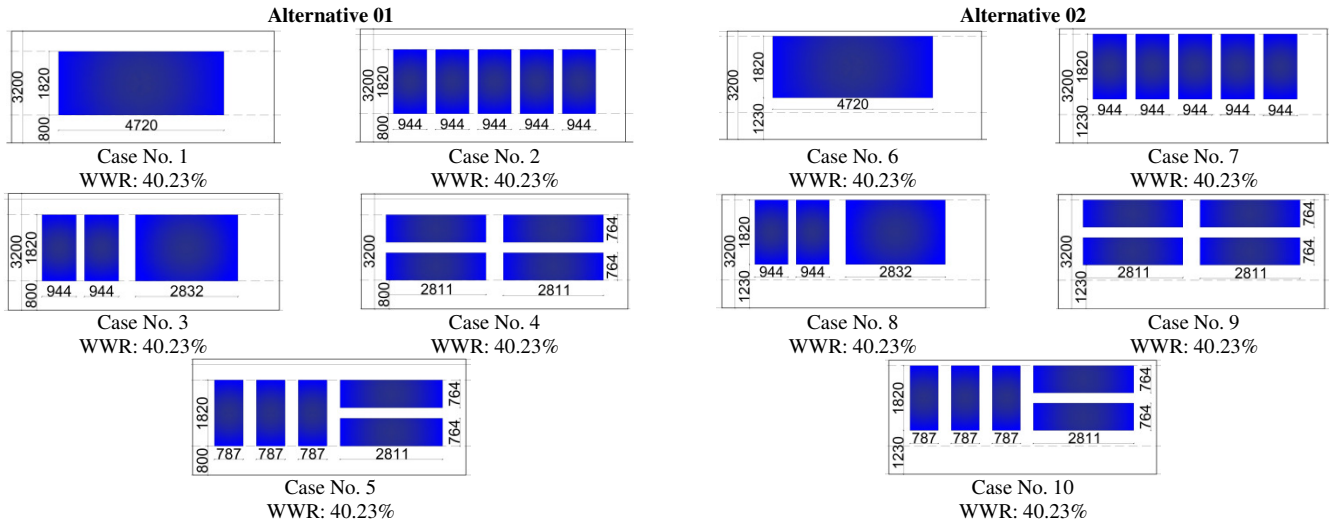 Alternative 01
3200
1820
800
4720
Case No. 1
WWR: 40.23%
3200
1820
800
944 944 944 944 944
Case No. 2
WWR: 40.23%
3200
1820
800
944 944 2832
Case No. 3
WWR: 40.23%
3200
800
764
764
2811 2811
Case No. 4
WWR: 40.23%
1820
800
764
764
787 787 787 2811
Case No. 5
WWR: 40.23%
Alternative 02
3200
1820
1230
4720
Case No. 6
WWR: 40.23%
3200
1820
1230
944 944 944 944 944
Case No. 7
WWR: 40.23%
3200
1820
1230
944 944 2832
Case No. 8
WWR: 40.23%
3200
1230
764
764
2811 2811
Case No. 9
WWR: 40.23%
1820
1230
764
764
787 787 787 2811
Case No. 10
WWR: 40.23%